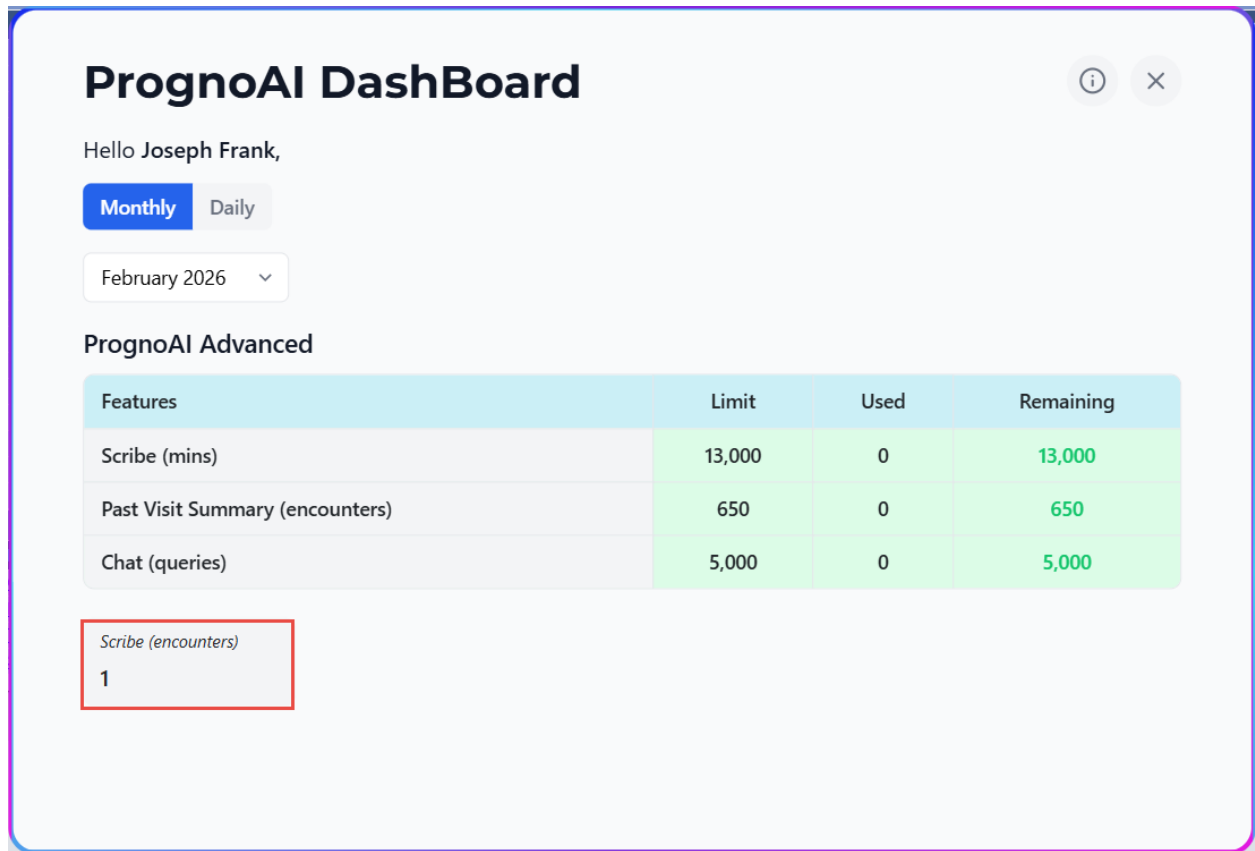 PrognoAI DashBoard
Hello Joseph Frank,
Monthly Daily
February 2026
PrognoAI Advanced
Features Limit Used Remaining
Scribe (mins) 13,000 0 13,000
Past Visit Summary (encounters) 650 0 650
Chat (queries) 5,000 0 5,000
Scribe (encounters)
1